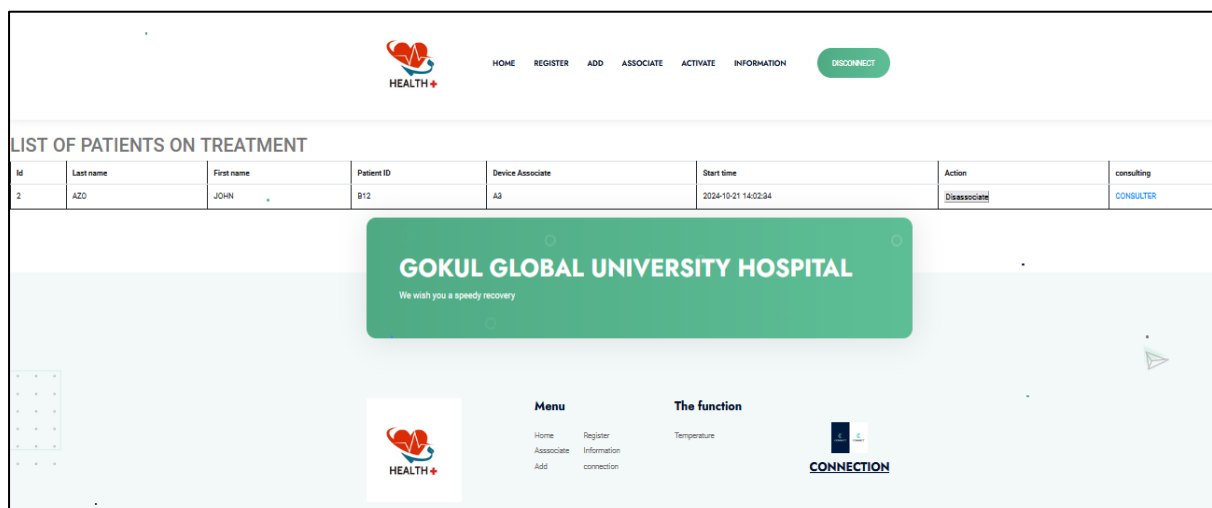 HEALTH+
HOME REGISTER ADD ASSOCIATE ACTIVATE INFORMATION DISCONNECT
LIST OF PATIENTS ON TREATMENT
Id Last name First name Patient ID Device Associate Start time Action consulting
2 AZO JOHN B12 A3 2024-10-21 14:02:34 Disassociate CONSULTER
GOKUL GLOBAL UNIVERSITY HOSPITAL
We wish you a speedy recovery
Menu The function
Home Register Temperature
Asssociate Information
Add connection
HEALTH+
CONNECTION